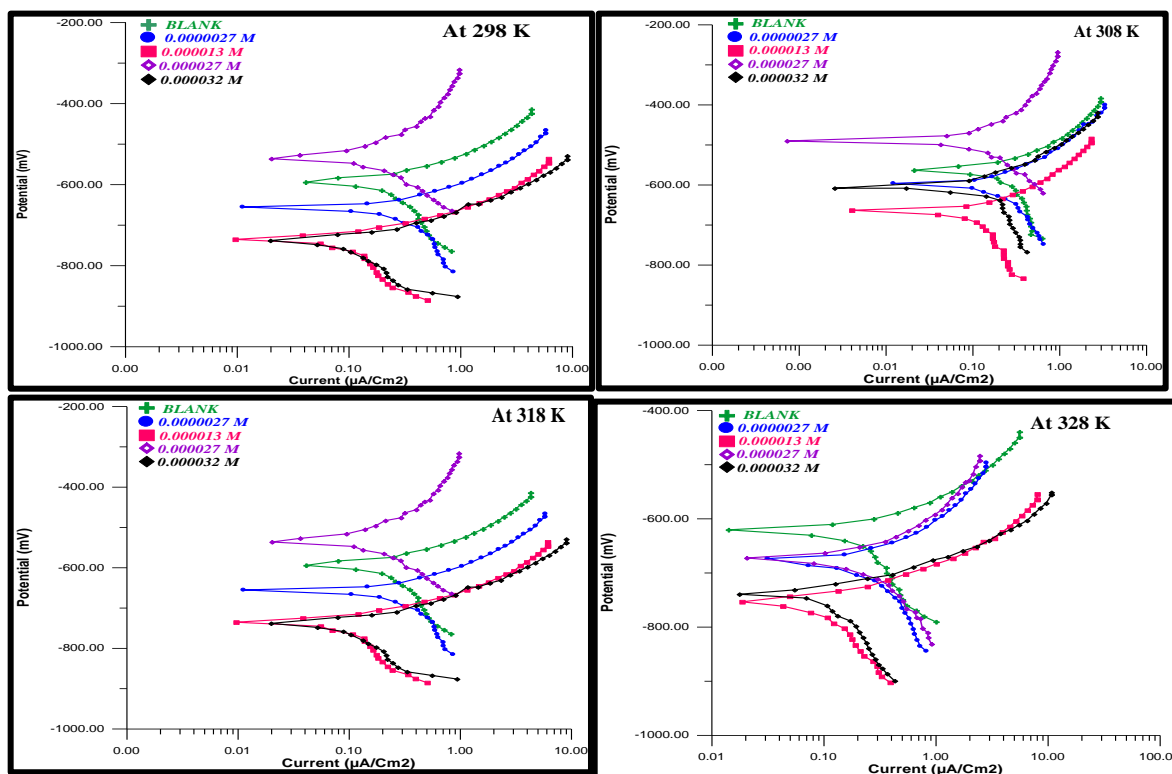 BLANK
0.0000027 M
0.000013 M
0.000027 M
0.000032 M
At 298 K
-200.00
-400.00
-600.00
-800.00
-1000.00
Potential (mV)
0.00
0.01
0.10
1.00
10.00
Current (µA/Cm2)
BLANK
0.0000027 M
0.000013 M
0.000027 M
0.000032 M
At 308 K
-200.00
-400.00
-600.00
-800.00
-1000.00
Potential (mV)
0.00
0.00
0.01
0.10
1.00
10.00
Current (µA/Cm2)
BLANK
0.0000027 M
0.000013 M
0.000027 M
0.000032 M
At 318 K
-200.00
-400.00
-600.00
-800.00
-1000.00
Potential (mV)
0.00
0.01
0.10
1.00
10.00
Current (µA/Cm2)
BLANK
0.0000027 M
0.000013 M
0.000027 M
0.000032 M
At 328 K
-400.00
-600.00
-800.00
-1000.00
Potential (mV)
0.01
0.10
1.00
10.00
100.0
Current (µA/Cm2)